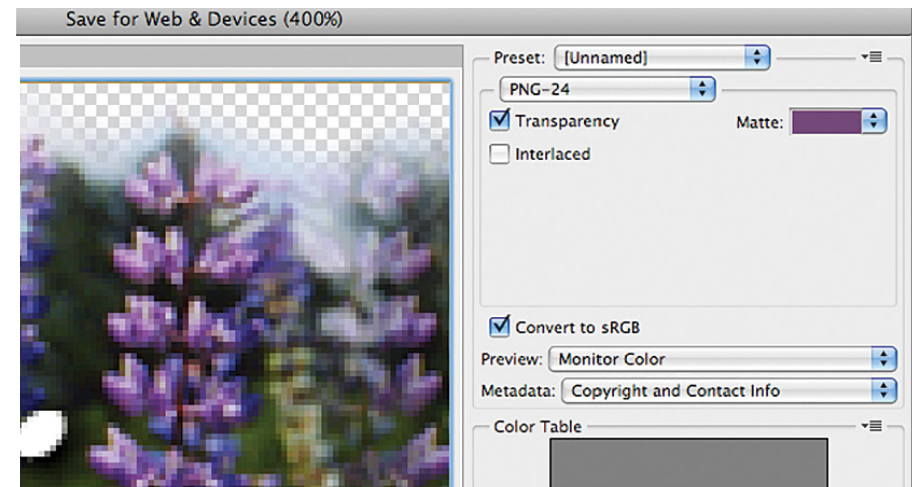 Save for Web & Devices (400%)
Preset: [Unnamed]
PNG-24
Transparency Matte:
Interlaced
Convert to sRGB
Preview: Monitor Color
Metadata: Copyright and Contact Info
Color Table